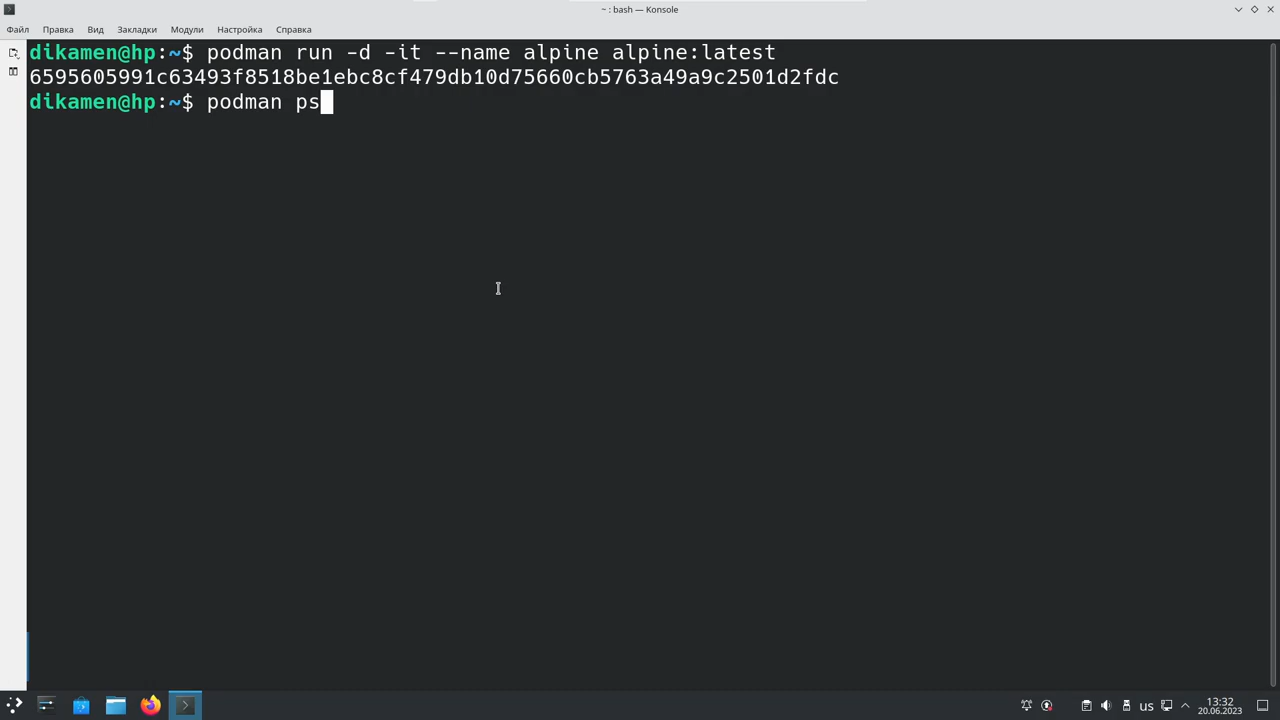 ~ : bash — Konsole
Файл Правка Вид Закладки Модули Настройка Справка
dikamen@hp:~$ podman run -d -it --name alpine alpine:latest
6595605991c63493f8518be1ebc8cf479db10d75660cb5763a49a9c2501d2fdc
dikamen@hp:~$ podman ps
us
13:32
20.06.2023